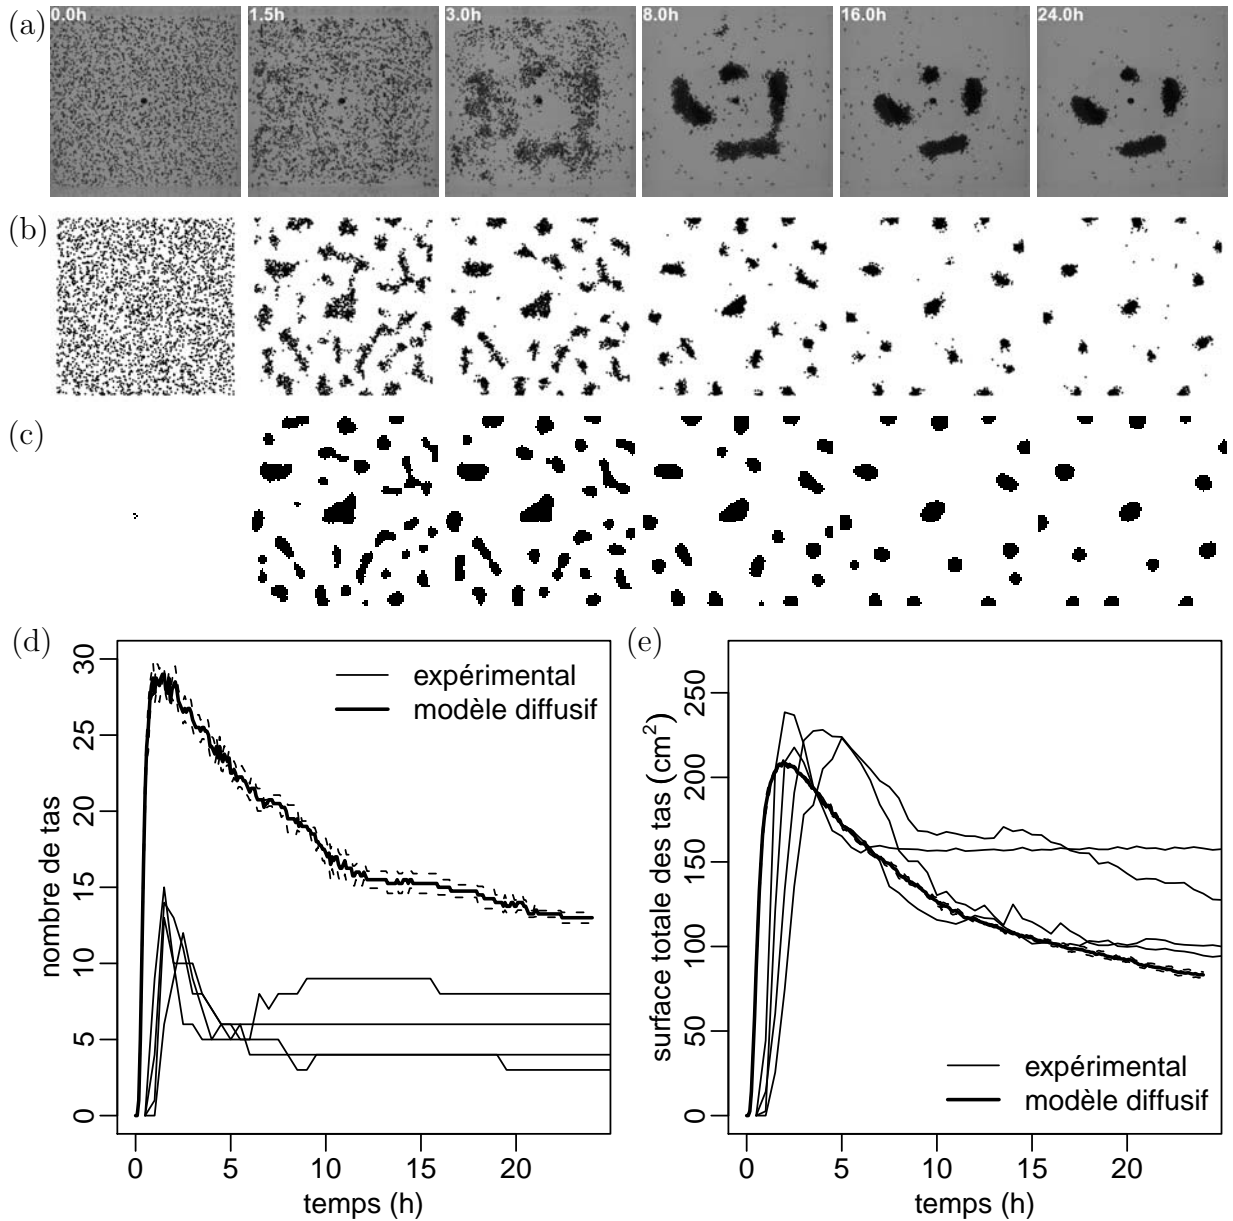 (a)
0.0h 1.5h 3.0h 8.0h 16.0h 24.0h
(b)
(c)
(d)
30
25
20
15
10
5
0
nombre de tas
expérimental
modèle diffusif
0 5 10 15 20
temps (h)
(e)
250
200
150
100
50
0
surface totale des tas (cm²)
expérimental
modèle diffusif
0 5 10 15 20
temps (h)